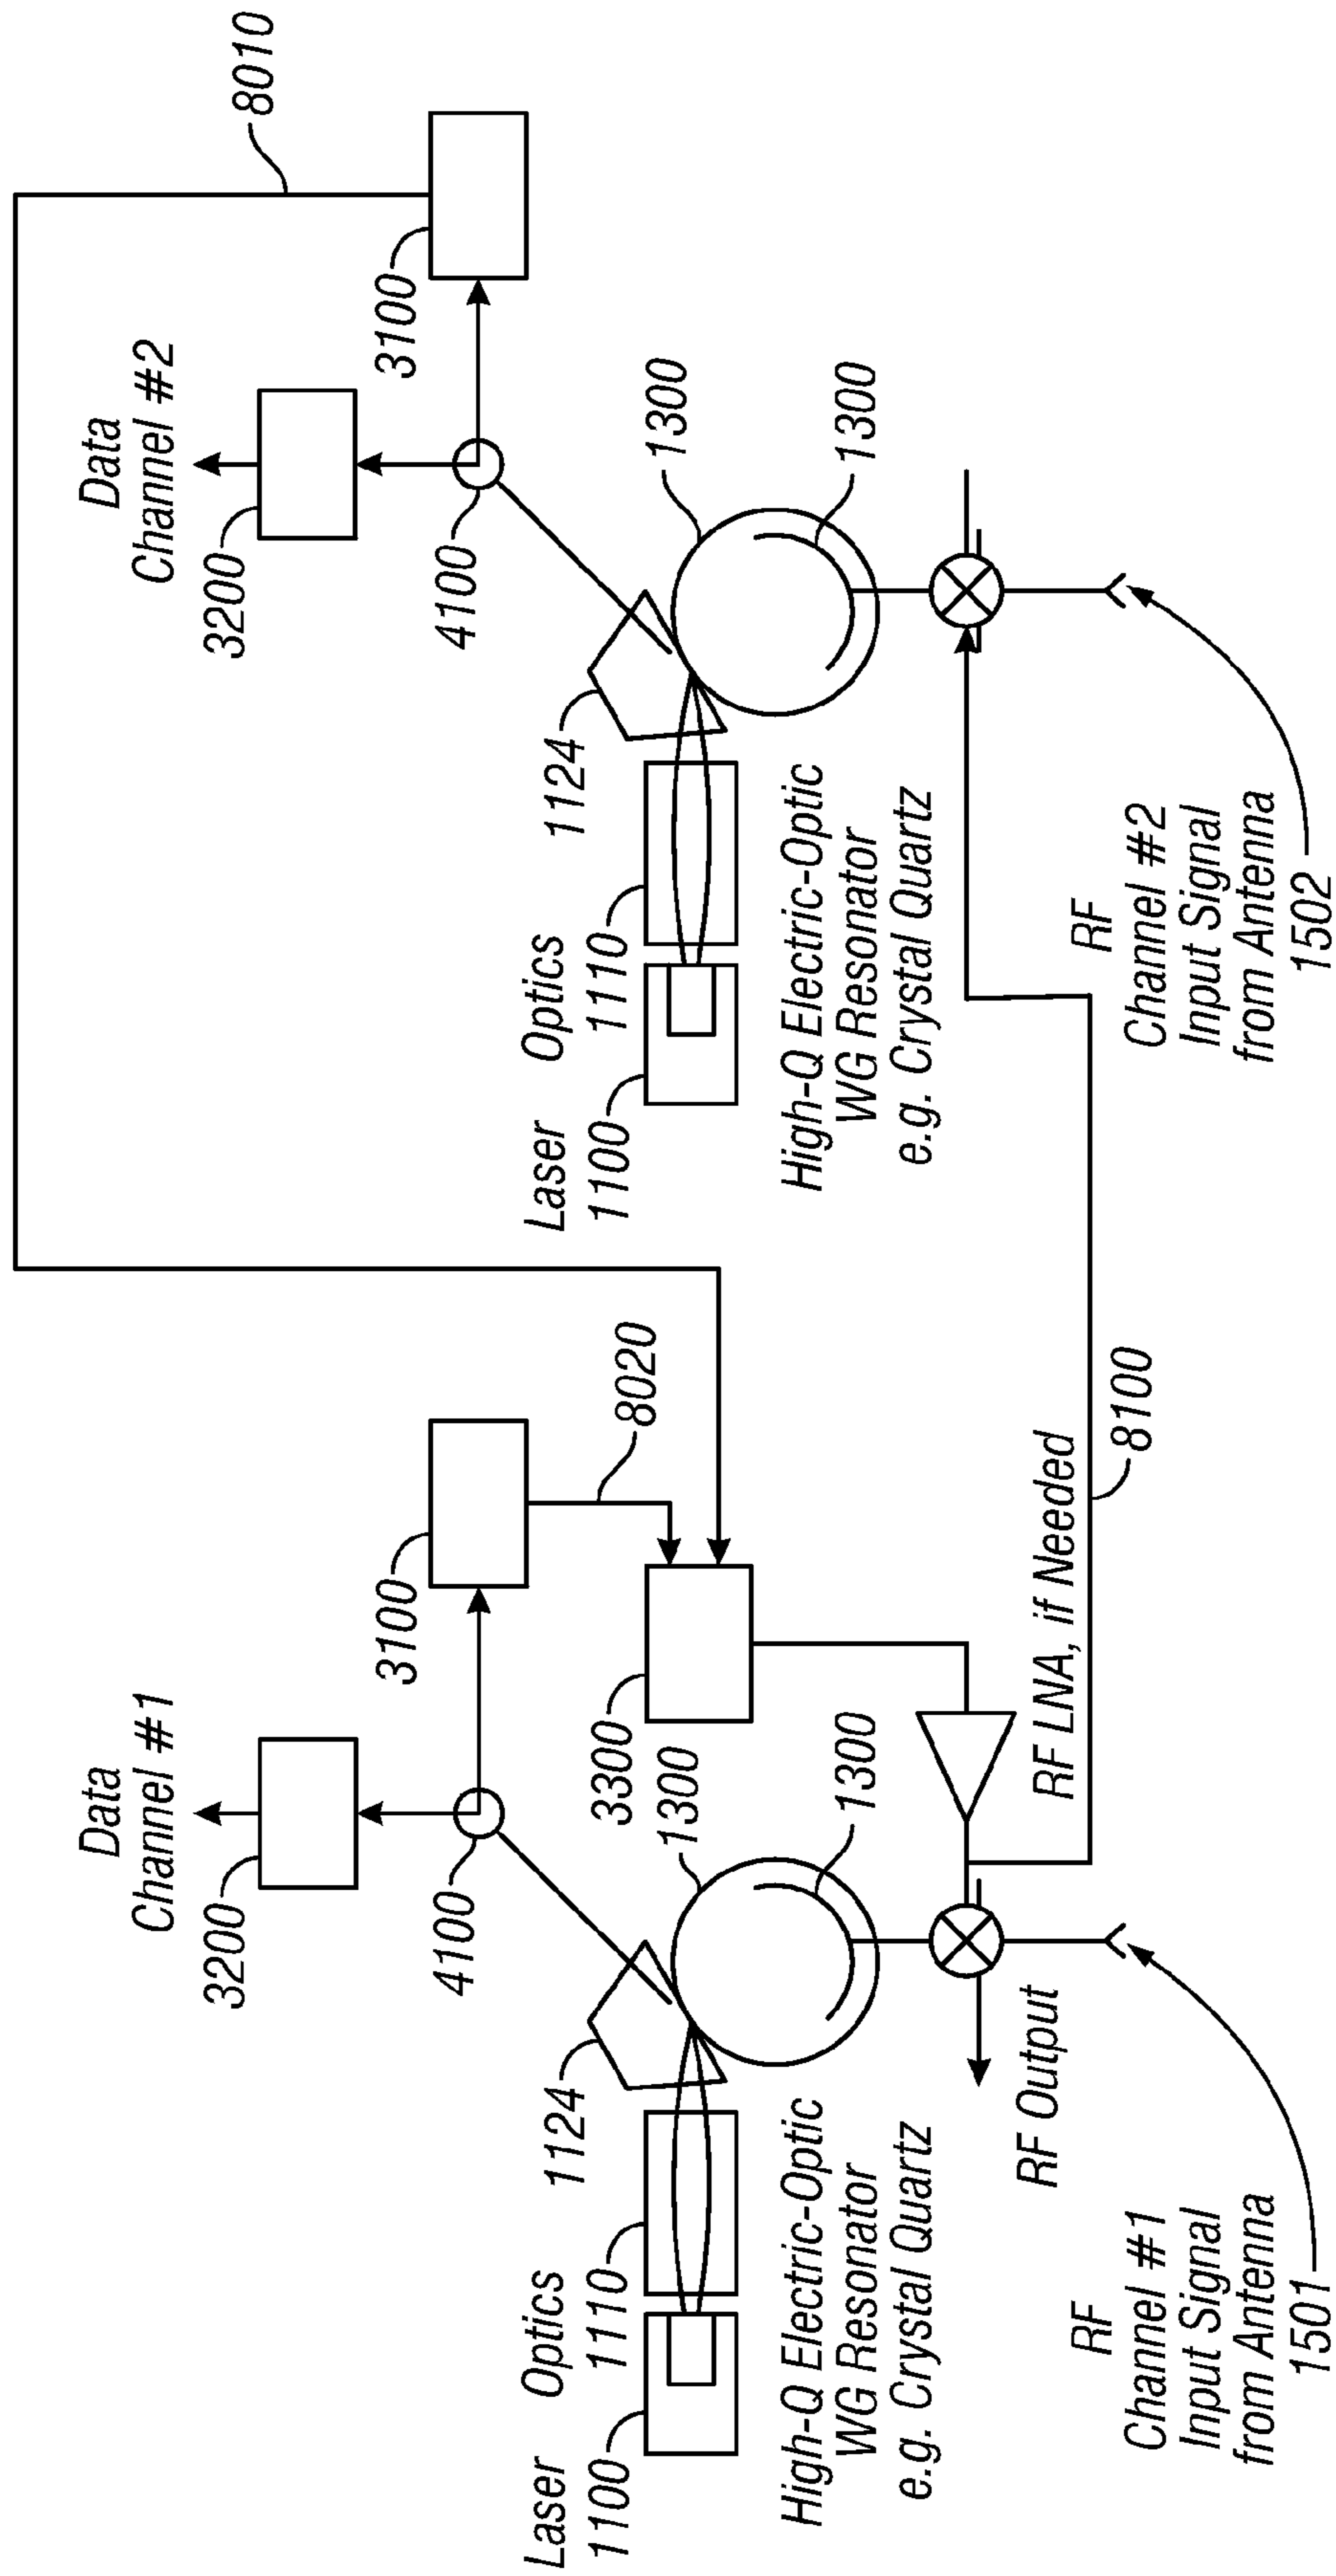 Data
Channel #1
3200
4100
3100
8020
1124
Laser
1100
Optics
1110
3300
1300
1300
High-Q Electric-Optic
WG Resonator
e.g. Crystal Quartz
RF Output
RF LNA, if Needed
8100
RF
Channel #1
Input Signal
from Antenna
1501
Data
Channel #2
3200
4100
3100
8010
1124
Laser
1100
Optics
1110
1300
1300
High-Q Electric-Optic
WG Resonator
e.g. Crystal Quartz
RF
Channel #2
Input Signal
from Antenna
1502